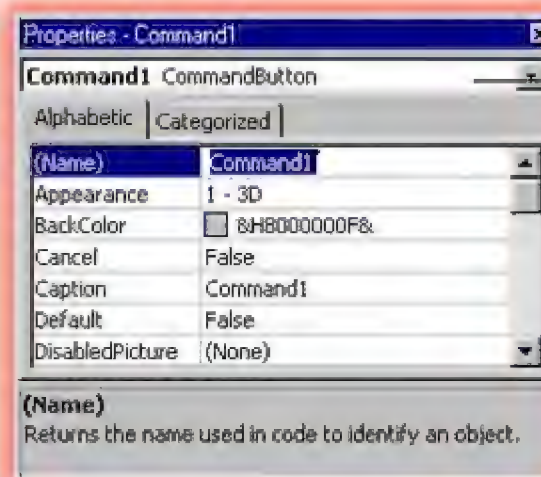 Properties - Command1
Command1 CommandButton
Alphabetic Categorized
(Name) Command1
Appearance 1 - 3D
BackColor &H8000000F&
Cancel False
Caption Command1
Default False
DisabledPicture (None)
(Name)
Returns the name used in code to identify an object.